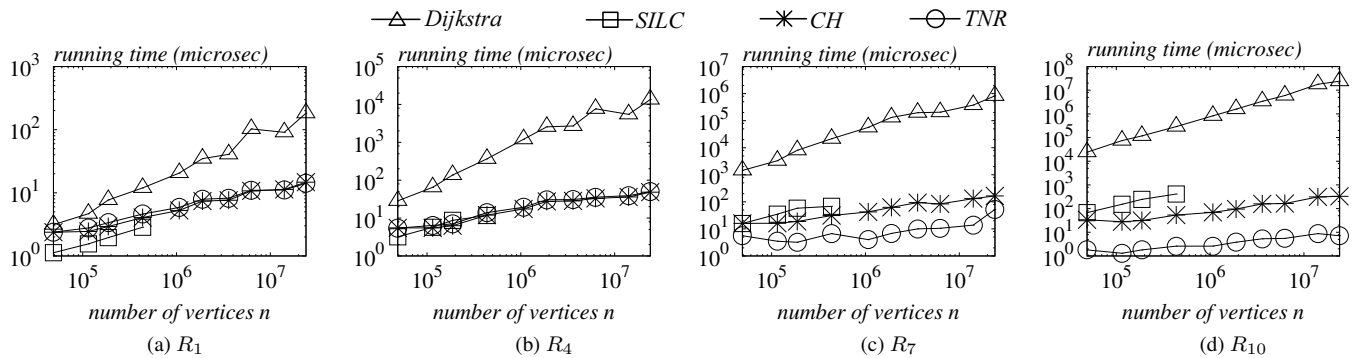 Dijkstra SILC CH TNR
running time (microsec) running time (microsec) running time (microsec) running time (microsec)
10^3 10^2 10^1 10^0
10^5 10^6 10^7
number of vertices n
(a) R_1
10^5 10^4 10^3 10^2 10^1 10^0
10^5 10^6 10^7
number of vertices n
(b) R_4
10^7 10^6 10^5 10^4 10^3 10^2 10^1 10^0
10^5 10^6 10^7
number of vertices n
(c) R_7
10^8 10^7 10^6 10^5 10^4 10^3 10^2 10^1 10^0
10^5 10^6 10^7
number of vertices n
(d) R_10